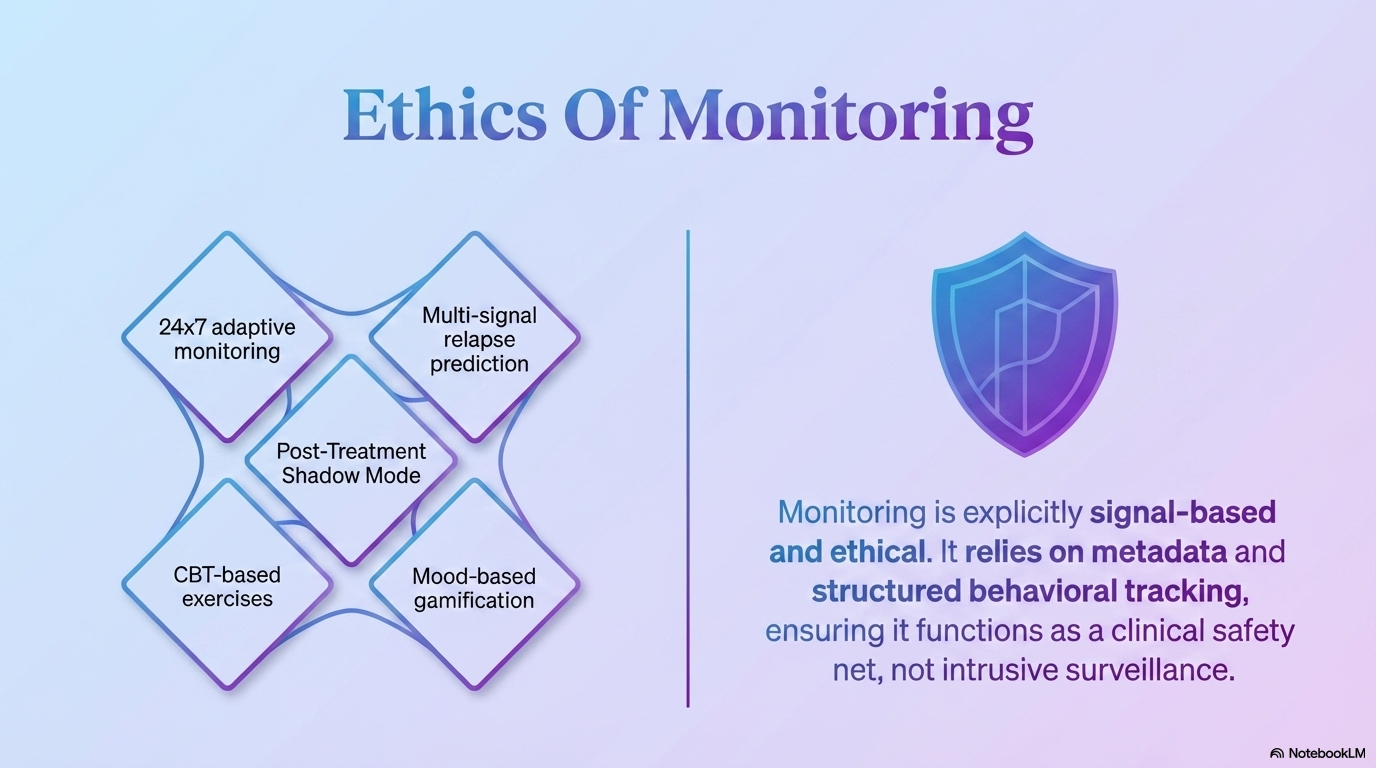 Ethics Of Monitoring
24x7 adaptive
monitoring
Multi-signal
relapse
prediction
Post-Treatment
Shadow Mode
CBT-based
exercises
Mood-based
gamification
Monitoring is explicitly signal-based
and ethical. It relies on metadata and
structured behavioral tracking,
ensuring it functions as a clinical safety
net, not intrusive surveillance.
NotebookLM